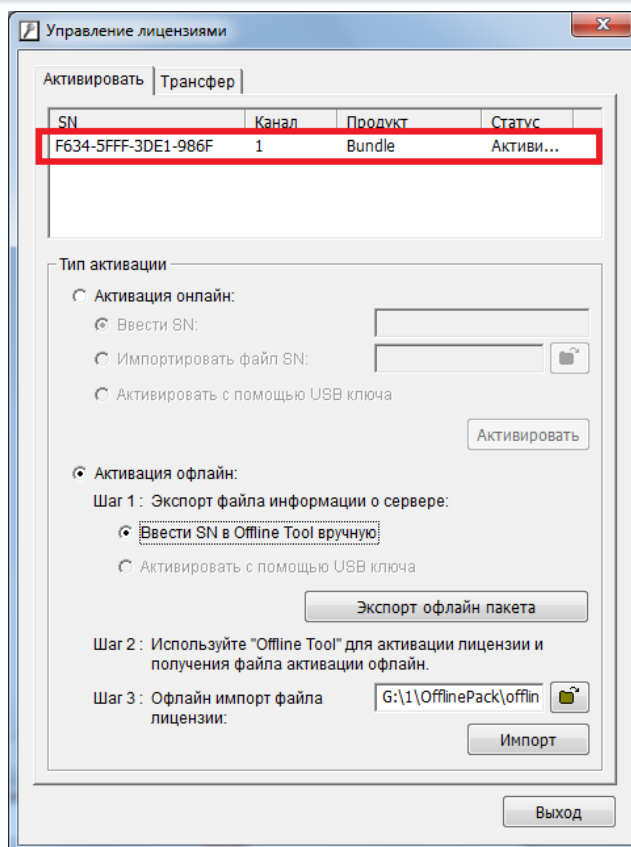 Управление лицензиями
Активировать Трансфер
SN Канал Продукт Статус
F634-5FFF-3DE1-986F 1 Bundle Активи...
Тип активации
Активация онлайн:
Ввести SN:
Импортировать файл SN:
Активировать с помощью USB ключа
Активировать
Активация офлайн:
Шаг 1 : Экспорт файла информации о сервере:
Ввести SN в Offline Tool вручную
Активировать с помощью USB ключа
Экспорт офлайн пакета
Шаг 2 : Используйте "Offline Tool" для активации лицензии и
получения файла активации офлайн.
Шаг 3 : Офлайн импорт файла
лицензии:
G:\1\OfflinePack\offlin
Импорт
Выход